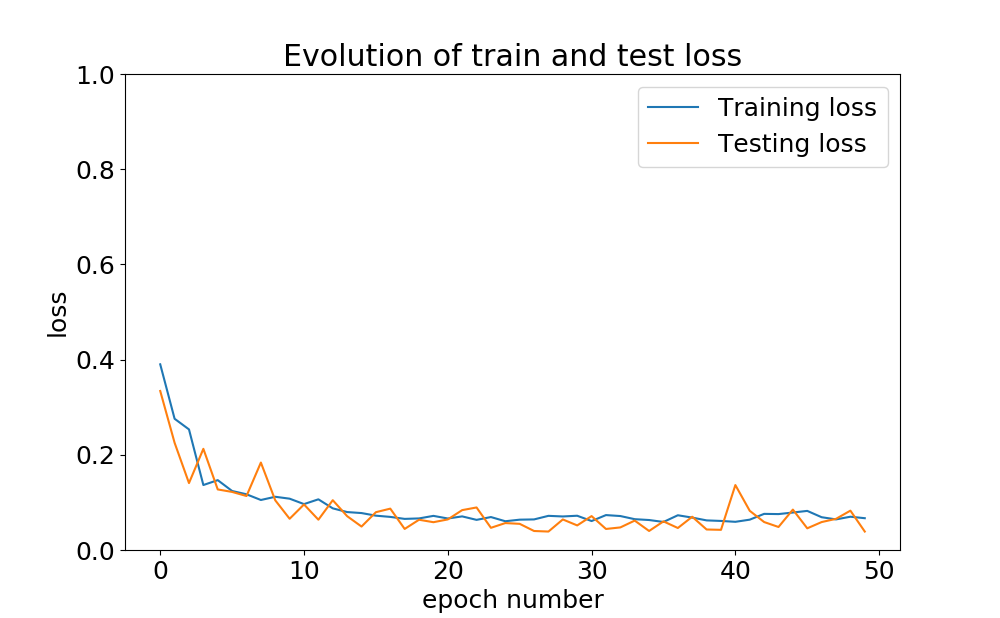 Evolution of train and test loss
1.0
0.8
0.6
0.4
0.2
0.0
loss
Training loss
Testing loss
0 10 20 30 40 50
epoch number